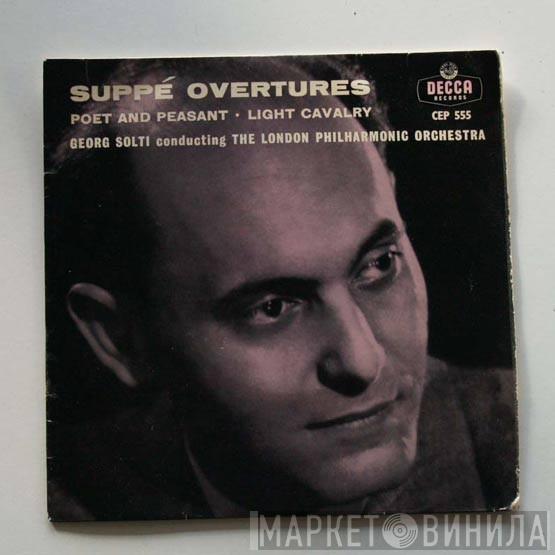 SUPPÉ OVERTURES
POET AND PEASANT · LIGHT CAVALRY
GEORG SOLTI conducting THE LONDON PHILHARMONIC ORCHESTRA
DECCA
RECORDS
CEP 555
МАРКЕТ ВИНИЛА